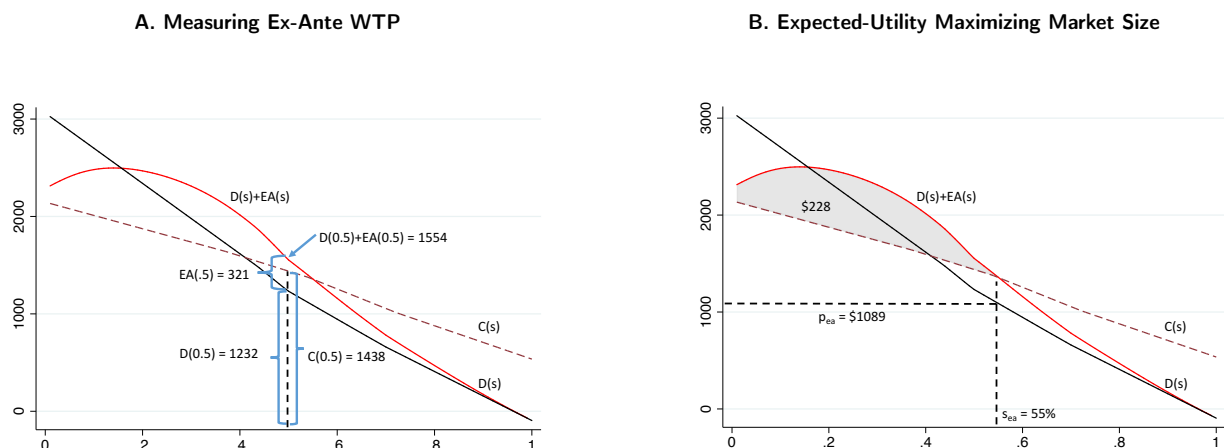 A. Measuring Ex-Ante WTP
3000
2000
1000
0
D(s)+EA(s)
D(0.5)+EA(0.5) = 1554
EA(.5) = 321
D(0.5) = 1232
C(0.5) = 1438
C(s)
D(s)
0 .2 .4 .6 .8 1
B. Expected-Utility Maximizing Market Size
3000
2000
1000
0
$228
D(s)+EA(s)
p_ea = $1089
C(s)
D(s)
s_ea = 55%
0 .2 .4 .6 .8 1